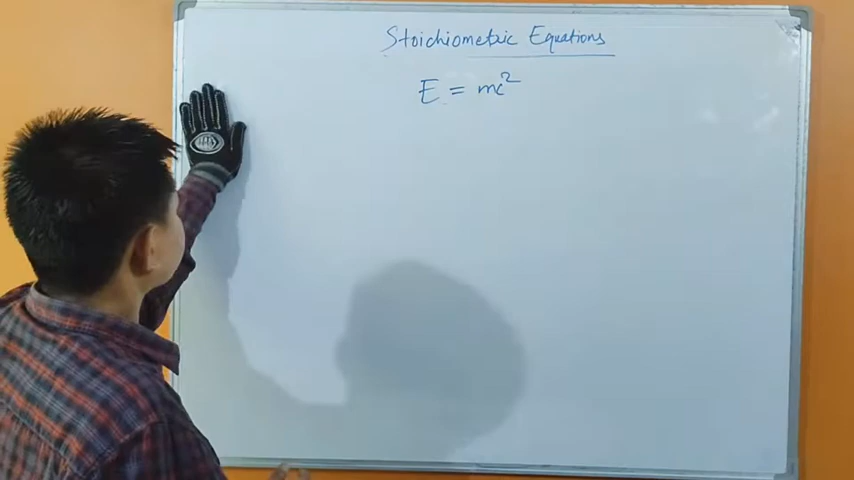 Stoichiometric Equations
E = mc²